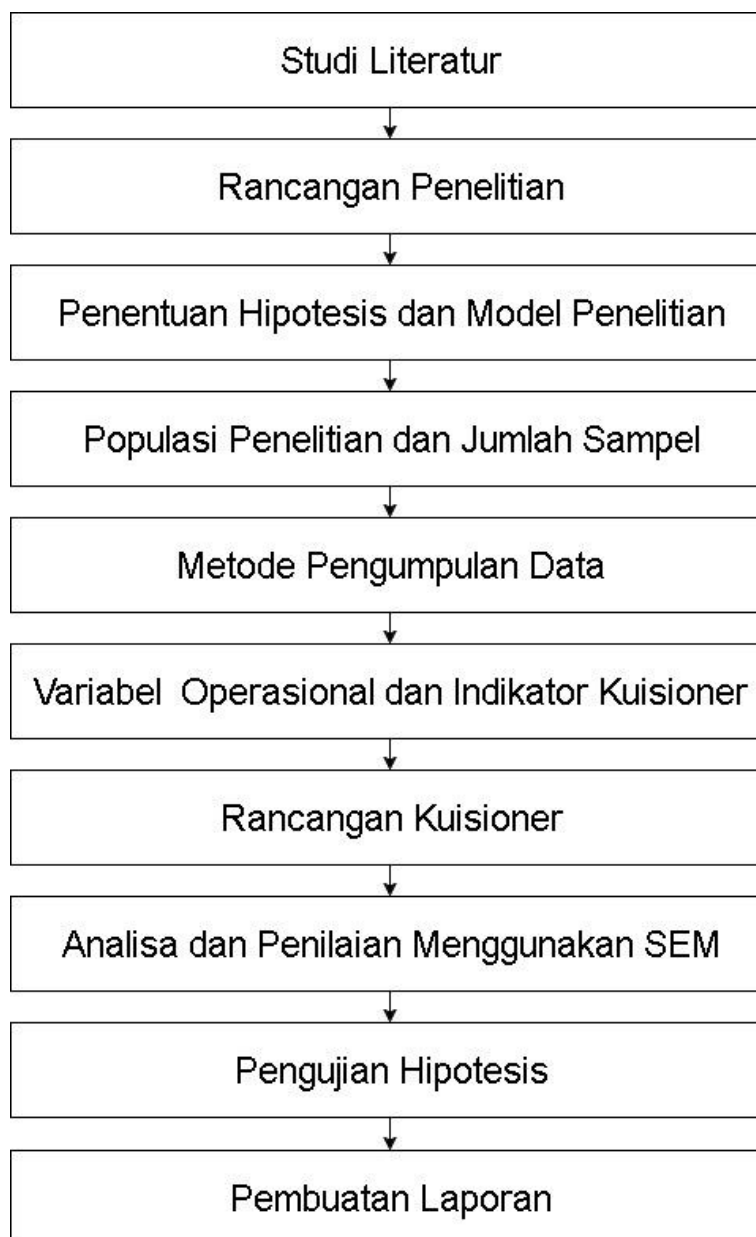 Studi Literatur
Rancangan Penelitian
Penentuan Hipotesis dan Model Penelitian
Populasi Penelitian dan Jumlah Sampel
Metode Pengumpulan Data
Variabel  Operasional dan Indikator Kuisioner
Rancangan Kuisioner
Analisa dan Penilaian Menggunakan SEM
Pengujian Hipotesis
Pembuatan Laporan